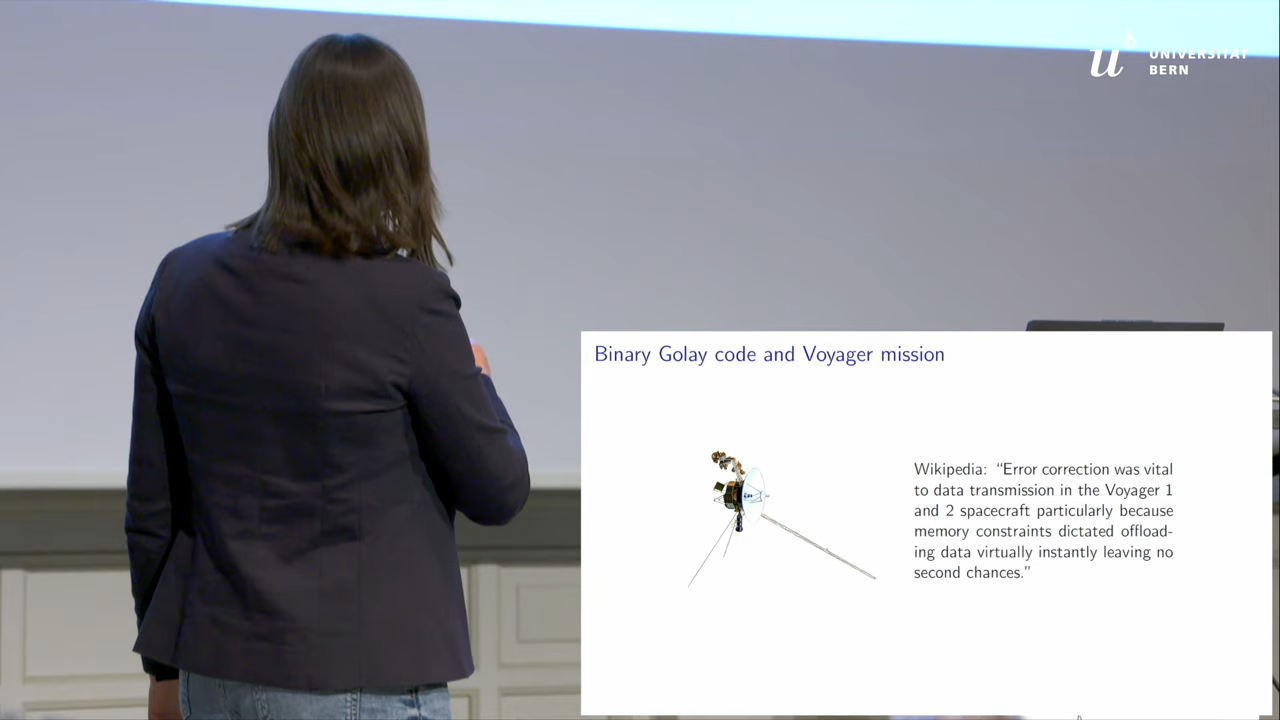 u
b
UNIVERSITÄT
BERN
Binary Golay code and Voyager mission
Wikipedia: “Error correction was vital
to data transmission in the Voyager 1
and 2 spacecraft particularly because
memory constraints dictated offload-
ing data virtually instantly leaving no
second chances.”